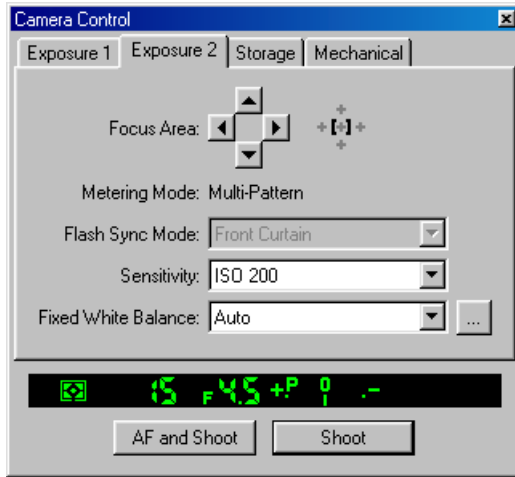 Camera Control
Exposure 1 Exposure 2 Storage Mechanical
Focus Area:
Metering Mode: Multi-Pattern
Flash Sync Mode: Front Curtain
Sensitivity: ISO 200
Fixed White Balance: Auto ...
15 F4.5 +.P 0 1 .-
AF and Shoot Shoot